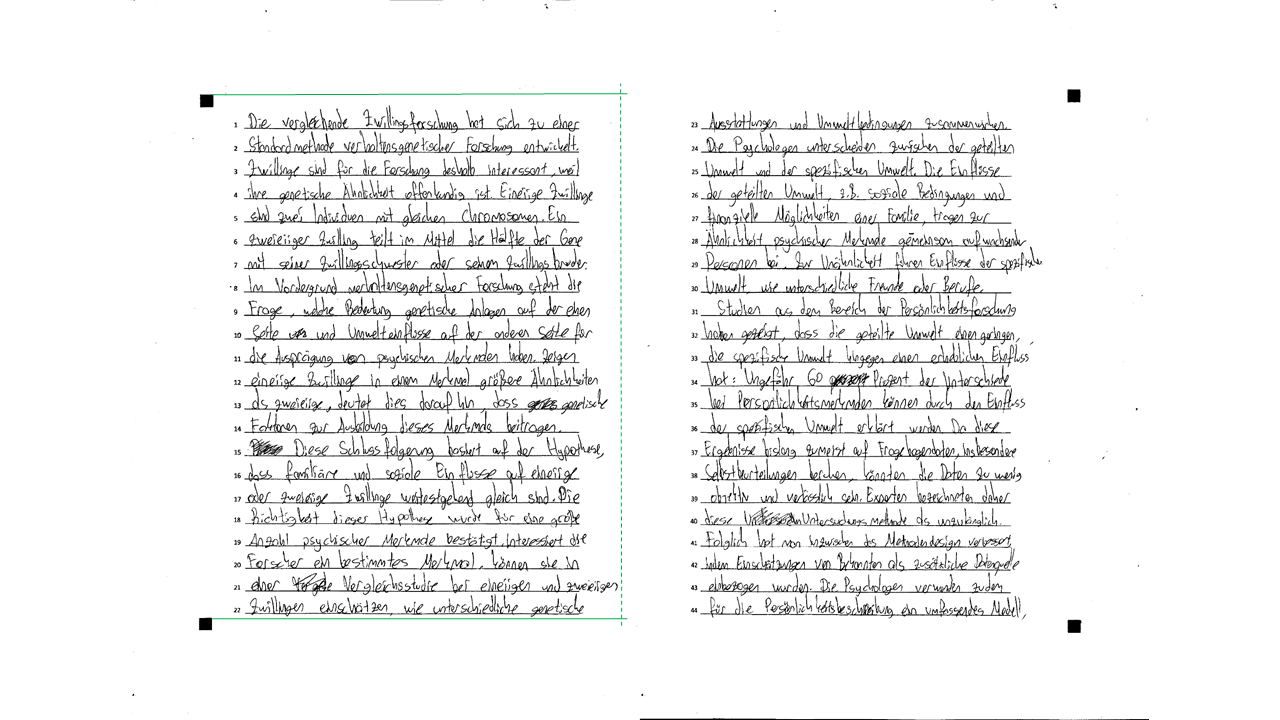 1 Die vergleichende Zwillingsforschung hat sich zu einer
2 Standardmethode verhaltensgenetischer Forschung entwickelt.
3 Zwillinge sind für die Forschung deshalb interessant, weil
4 ihre genetische Ähnlichkeit offenkundig ist. Eineiige Zwillinge
5 sind zwei Individuen mit gleichen Chromosomen. Ein
6 zweieiiger Zwilling teilt im Mittel die Hälfte der Gene
7 mit seiner Zwillingsschwester oder seinem Zwillingsbruder.
8 Im Vordergrund verhaltensgenetischer Forschung steht die
9 Frage, welche Bedeutung genetische Anlagen auf der einen
10 Seite und Umwelteinflüsse auf der anderen Seite für
11 die Ausprägung von psychischen Merkmalen haben. Zeigen
12 eineiige Zwillinge in einem Merkmal größere Ähnlichkeiten
13 als zweieiige, deutet dies darauf hin, dass genetische
14 Faktoren zur Ausbildung dieses Merkmals beitragen.
15 Diese Schlussfolgerung basiert auf der Hypothese,
16 dass familiäre und soziale Einflüsse auf eineiige
17 oder zweieiige Zwillinge weitestgehend gleich sind. Die
18 Richtigkeit dieser Hypothese wurde für eine große
19 Anzahl psychischer Merkmale bestätigt. Interessiert die
20 Forscher ein bestimmtes Merkmal, können sie in
21 einer Vergleichsstudie bei eineiigen und zweieiigen
22 Zwillingen einschätzen, wie unterschiedliche genetische
23 Ausstattungen und Umweltbedingungen zusammenwirken.
24 Die Psychologen unterscheiden zwischen der geteilten
25 Umwelt und der spezifischen Umwelt. Die Einflüsse
26 der geteilten Umwelt, z.B. soziale Bedingungen und
27 finanzielle Möglichkeiten einer Familie, tragen zur
28 Ähnlichkeit psychischer Merkmale gemeinsam aufwachsender
29 Personen bei. Zur Unähnlichkeit führen Einflüsse der spezifischen
30 Umwelt, wie unterschiedliche Freunde oder Berufe.
31 Studien aus dem Bereich der Persönlichkeitsforschung
32 haben gezeigt, dass die geteilte Umwelt einen geringen,
33 die spezifische Umwelt hingegen einen erheblichen Einfluss
34 hat: Ungefähr 60 Prozent der Unterschiede
35 bei Persönlichkeitsmerkmalen können durch den Einfluss
36 der spezifischen Umwelt erklärt werden. Da diese
37 Ergebnisse bislang zumeist auf Fragebogendaten, insbesondere
38 Selbstbeurteilungen beruhen, könnten die Daten zu wenig
39 objektiv und verlässlich sein. Experten bezeichneten daher
40 diese Untersuchungsmethode als unzulänglich.
41 Folglich hat man inzwischen das Methodendesign verbessert,
42 indem Einschätzungen von Bekannten als zusätzliche Datenquelle
43 einbezogen wurden. Die Psychologen verwenden zudem
44 für die Persönlichkeitsbeschreibung ein umfassendes Modell,